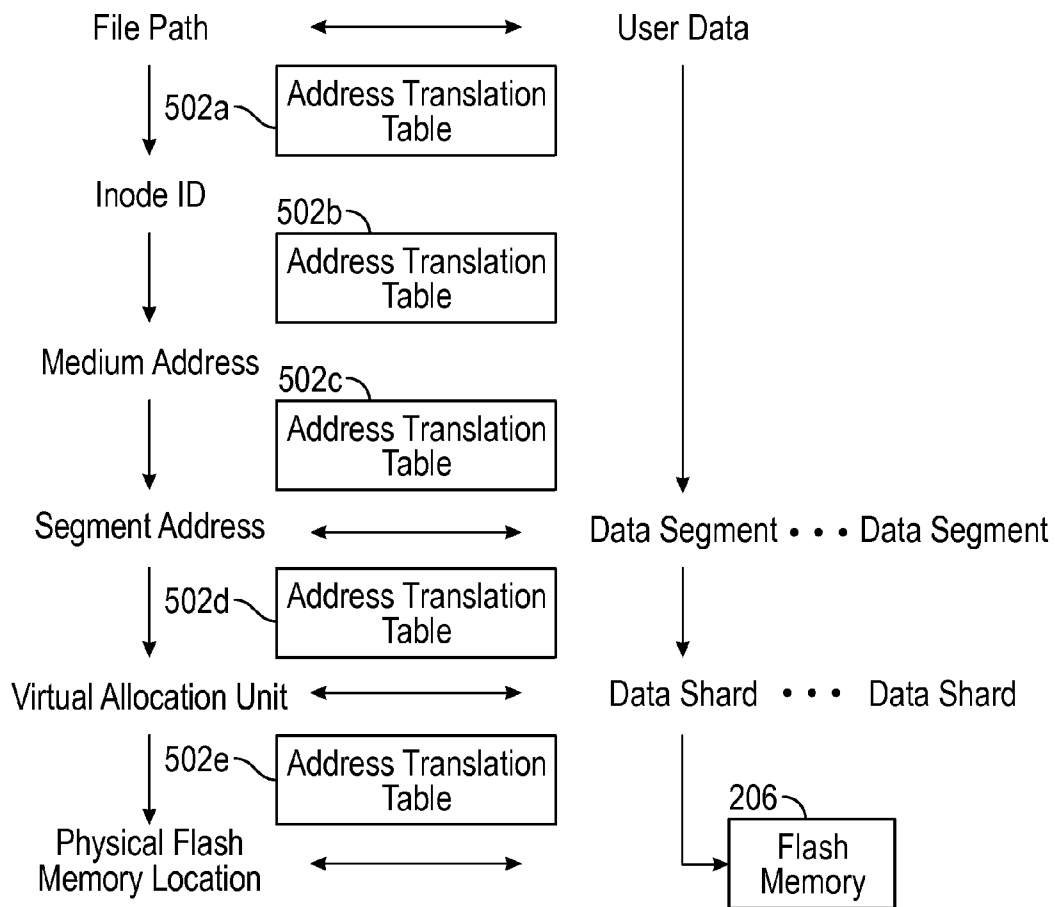 File Path
User Data
502a
Address Translation
Table
Inode ID
502b
Address Translation
Table
Medium Address
502c
Address Translation
Table
Segment Address
Data Segment • • • Data Segment
502d
Address Translation
Table
Virtual Allocation Unit
Data Shard • • • Data Shard
502e
Address Translation
Table
206
Physical Flash
Memory Location
Flash
Memory